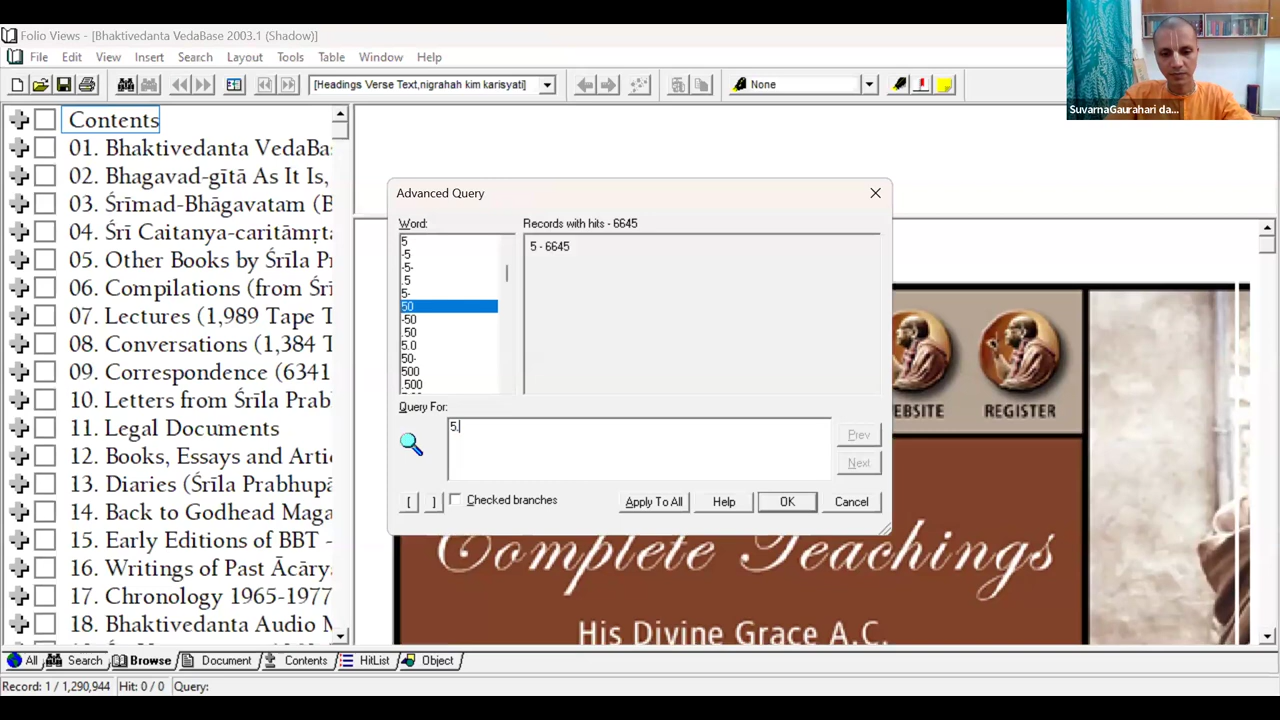 Folio Views - [Bhaktivedanta VedaBase 2003.1 (Shadow)]
File Edit View Insert Search Layout Tools Table Window Help
[Headings Verse Text,nigrahah kim karisyati]
None
SuvarnaGaurahari da...
Contents
01. Bhaktivedanta VedaBa
02. Bhagavad-gītā As It Is,
03. Śrīmad-Bhāgavatam (B
04. Śrī Caitanya-caritāmṛta
05. Other Books by Śrīla P
06. Compilations (from Śrī
07. Lectures (1,989 Tape T
08. Conversations (1,384 T
09. Correspondence (6341
10. Letters from Śrīla Prab
11. Legal Documents
12. Books, Essays and Arti
13. Diaries (Śrīla Prabhupā
14. Back to Godhead Maga
15. Early Editions of BBT -
16. Writings of Past Ācārya
17. Chronology 1965-1977
18. Bhaktivedanta Audio
Advanced Query
Word:
5
-5
-5-
.5
5-
50
-50
.50
5.0
50-
500
.500
Records with hits - 6645
5 - 6645
Query For:
5.
Prev
Next
[ ] Checked branches
Apply To All
Help
OK
Cancel
EBSITE
REGISTER
Complete Teachings
His Divine Grace A.C.
All Search Browse Document Contents HitList Object
Record: 1 / 1,290,944 Hit: 0 / 0 Query: